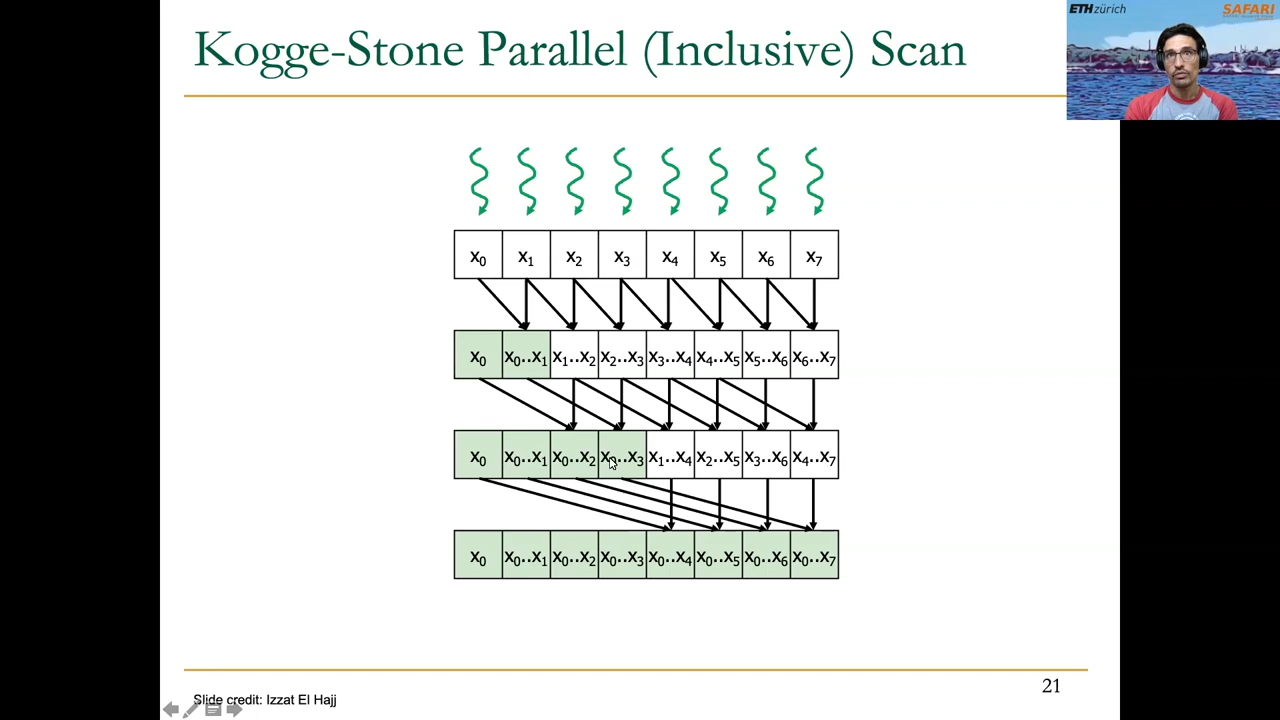 Kogge-Stone Parallel (Inclusive) Scan
ETH zürich
SAFARI
x₀ x₁ x₂ x₃ x₄ x₅ x₆ x₇
x₀ x₀..x₁ x₁..x₂ x₂..x₃ x₃..x₄ x₄..x₅ x₅..x₆ x₆..x₇
x₀ x₀..x₁ x₀..x₂ x₀..x₃ x₁..x₄ x₂..x₅ x₃..x₆ x₄..x₇
x₀ x₀..x₁ x₀..x₂ x₀..x₃ x₀..x₄ x₀..x₅ x₀..x₆ x₀..x₇
21
Slide credit: Izzat El Hajj